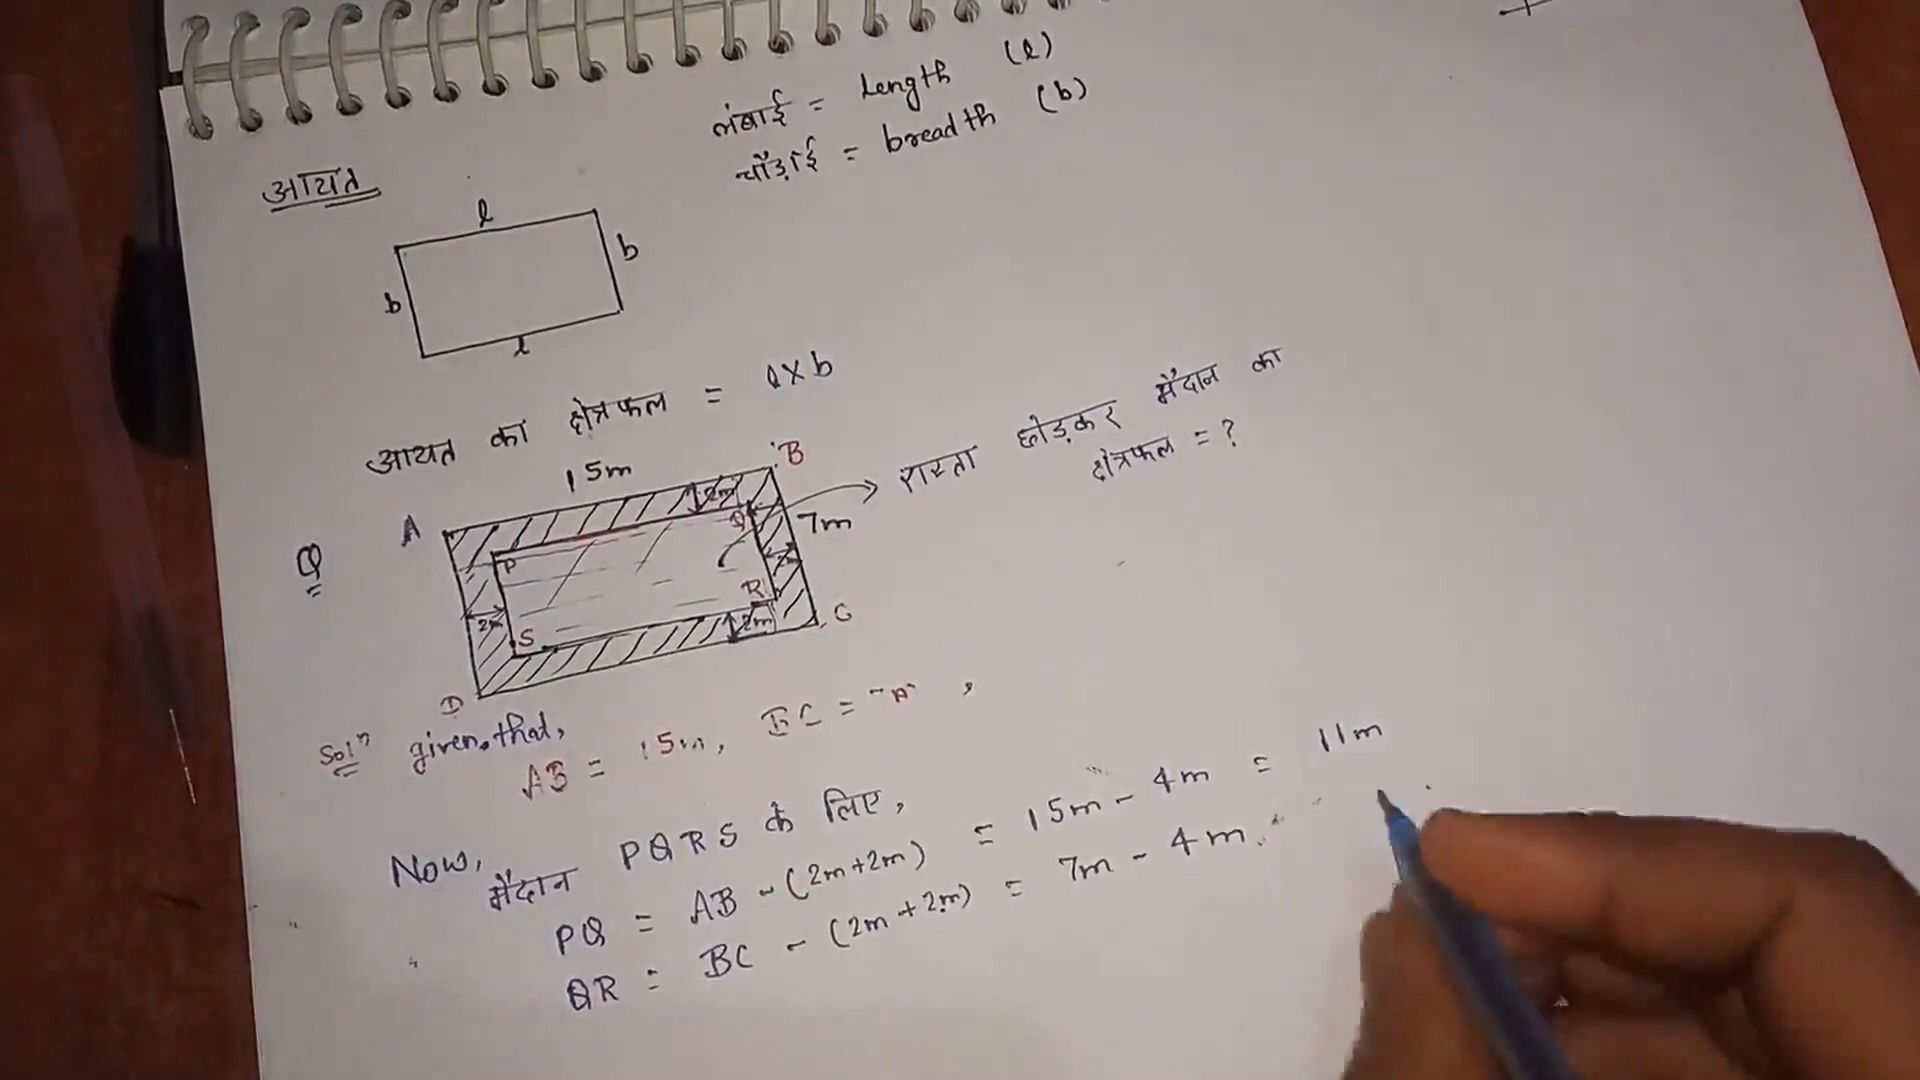 लंबाई = Length (l)
चौड़ाई = breadth (b)
आयत
l
b
b
l
आयत का क्षेत्रफल = l×b
15m
B
A
2m
Q
7m
रास्ता छोड़कर मैदान का
क्षेत्रफल = ?
Q
P
R
2m
S
2m
C
D
Solⁿ given that,
AB = 15m, BC = ,
Now,
मैदान PQRS के लिए,
PQ = AB - (2m+2m) = 15m - 4m = 11m
QR = BC - (2m+2m) = 7m - 4m